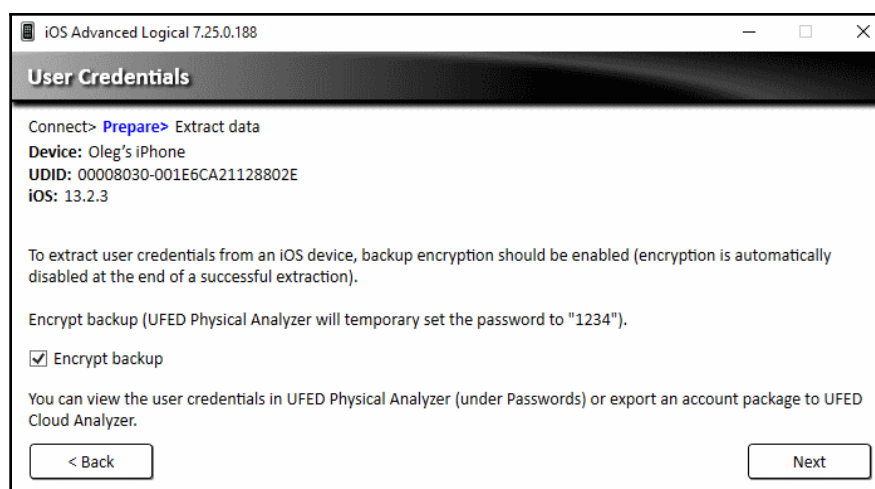 iOS Advanced Logical 7.25.0.188
User Credentials
Connect> Prepare> Extract data
Device: Oleg's iPhone
UDID: 00008030-001E6CA21128802E
iOS: 13.2.3
To extract user credentials from an iOS device, backup encryption should be enabled (encryption is automatically
disabled at the end of a successful extraction).
Encrypt backup (UFED Physical Analyzer will temporary set the password to "1234").
Encrypt backup
You can view the user credentials in UFED Physical Analyzer (under Passwords) or export an account package to UFED
Cloud Analyzer.
< Back
Next